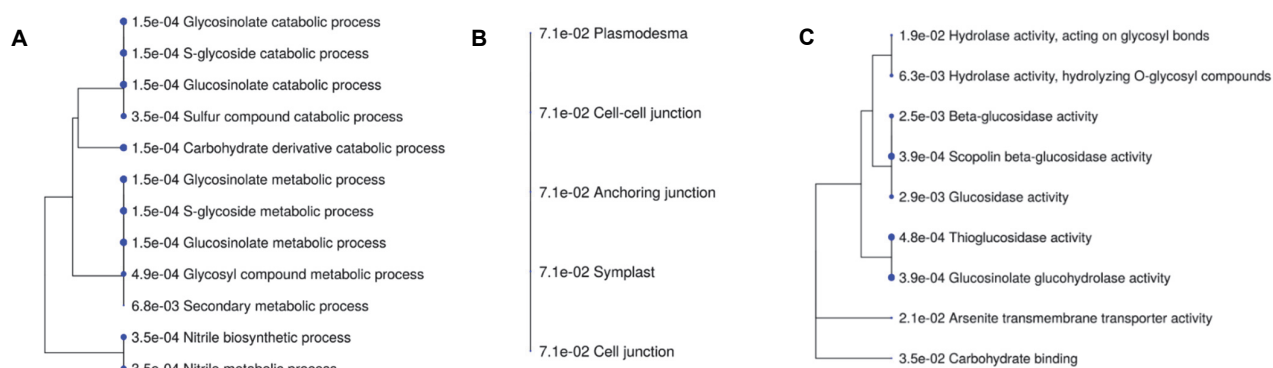 A
1.5e-04 Glycosinolate catabolic process
1.5e-04 S-glycoside catabolic process
1.5e-04 Glucosinolate catabolic process
3.5e-04 Sulfur compound catabolic process
1.5e-04 Carbohydrate derivative catabolic process
1.5e-04 Glycosinolate metabolic process
1.5e-04 S-glycoside metabolic process
1.5e-04 Glucosinolate metabolic process
4.9e-04 Glycosyl compound metabolic process
6.8e-03 Secondary metabolic process
3.5e-04 Nitrile biosynthetic process
3.5e-04 Nitrile metabolic process
B
7.1e-02 Plasmodesma
7.1e-02 Cell-cell junction
7.1e-02 Anchoring junction
7.1e-02 Symplast
7.1e-02 Cell junction
C
1.9e-02 Hydrolase activity, acting on glycosyl bonds
6.3e-03 Hydrolase activity, hydrolyzing O-glycosyl compounds
2.5e-03 Beta-glucosidase activity
3.9e-04 Scopolin beta-glucosidase activity
2.9e-03 Glucosidase activity
4.8e-04 Thioglucosidase activity
3.9e-04 Glucosinolate glucohydrolase activity
2.1e-02 Arsenite transmembrane transporter activity
3.5e-02 Carbohydrate binding